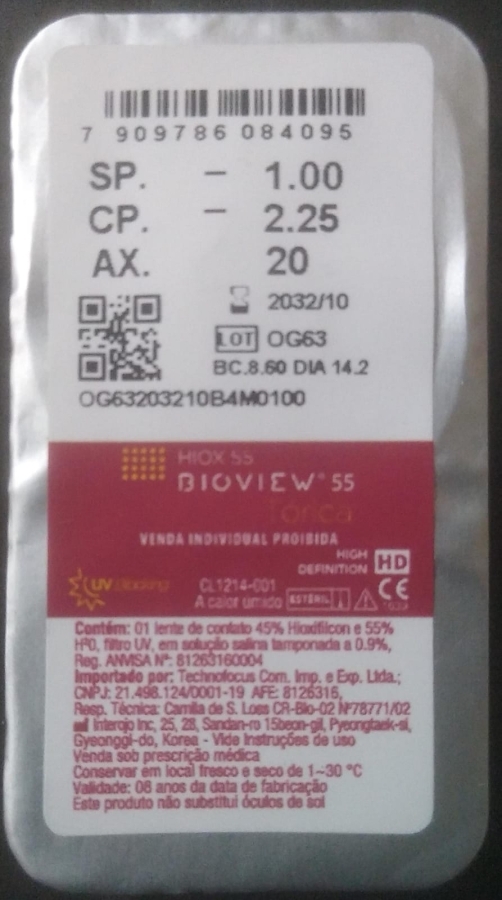 7 909786 084095
SP. - 1.00
CP. - 2.25
AX. 20
2032/10
LOT OG63
BC.8.60 DIA 14.2
OG63203210B4M0100
HIOX 55
BIOVIEW® 55
Tórica
VENDA INDIVIDUAL PROIBIDA
HIGH
DEFINITION HD
UV Blocking
CL1214-001
A calor úmido ESTÉRIL CE
Contém: 01 lente de contato 45% Hioxifilcon e 55%
H²0, filtro UV, em solução salina tamponada a 0.9%,
Reg. ANVISA Nº: 81263160004
Importado por: Technofocus Com. Imp. e Exp. Ltda.;
CNPJ: 21.498.124/0001-19 AFE: 8126316,
Resp. Técnica: Camila de S. Loss CR-Bio-02 Nº78771/02
Interojo Inc, 25, 28, Sandan-ro 15beon-gil, Pyeongtaek-si,
Gyeonggi-do, Korea - Vide Instruções de uso
Venda sob prescrição médica
Conservar em local fresco e seco de 1~30 °C
Validade: 06 anos da data de fabricação
Este produto não substitui óculos de sol